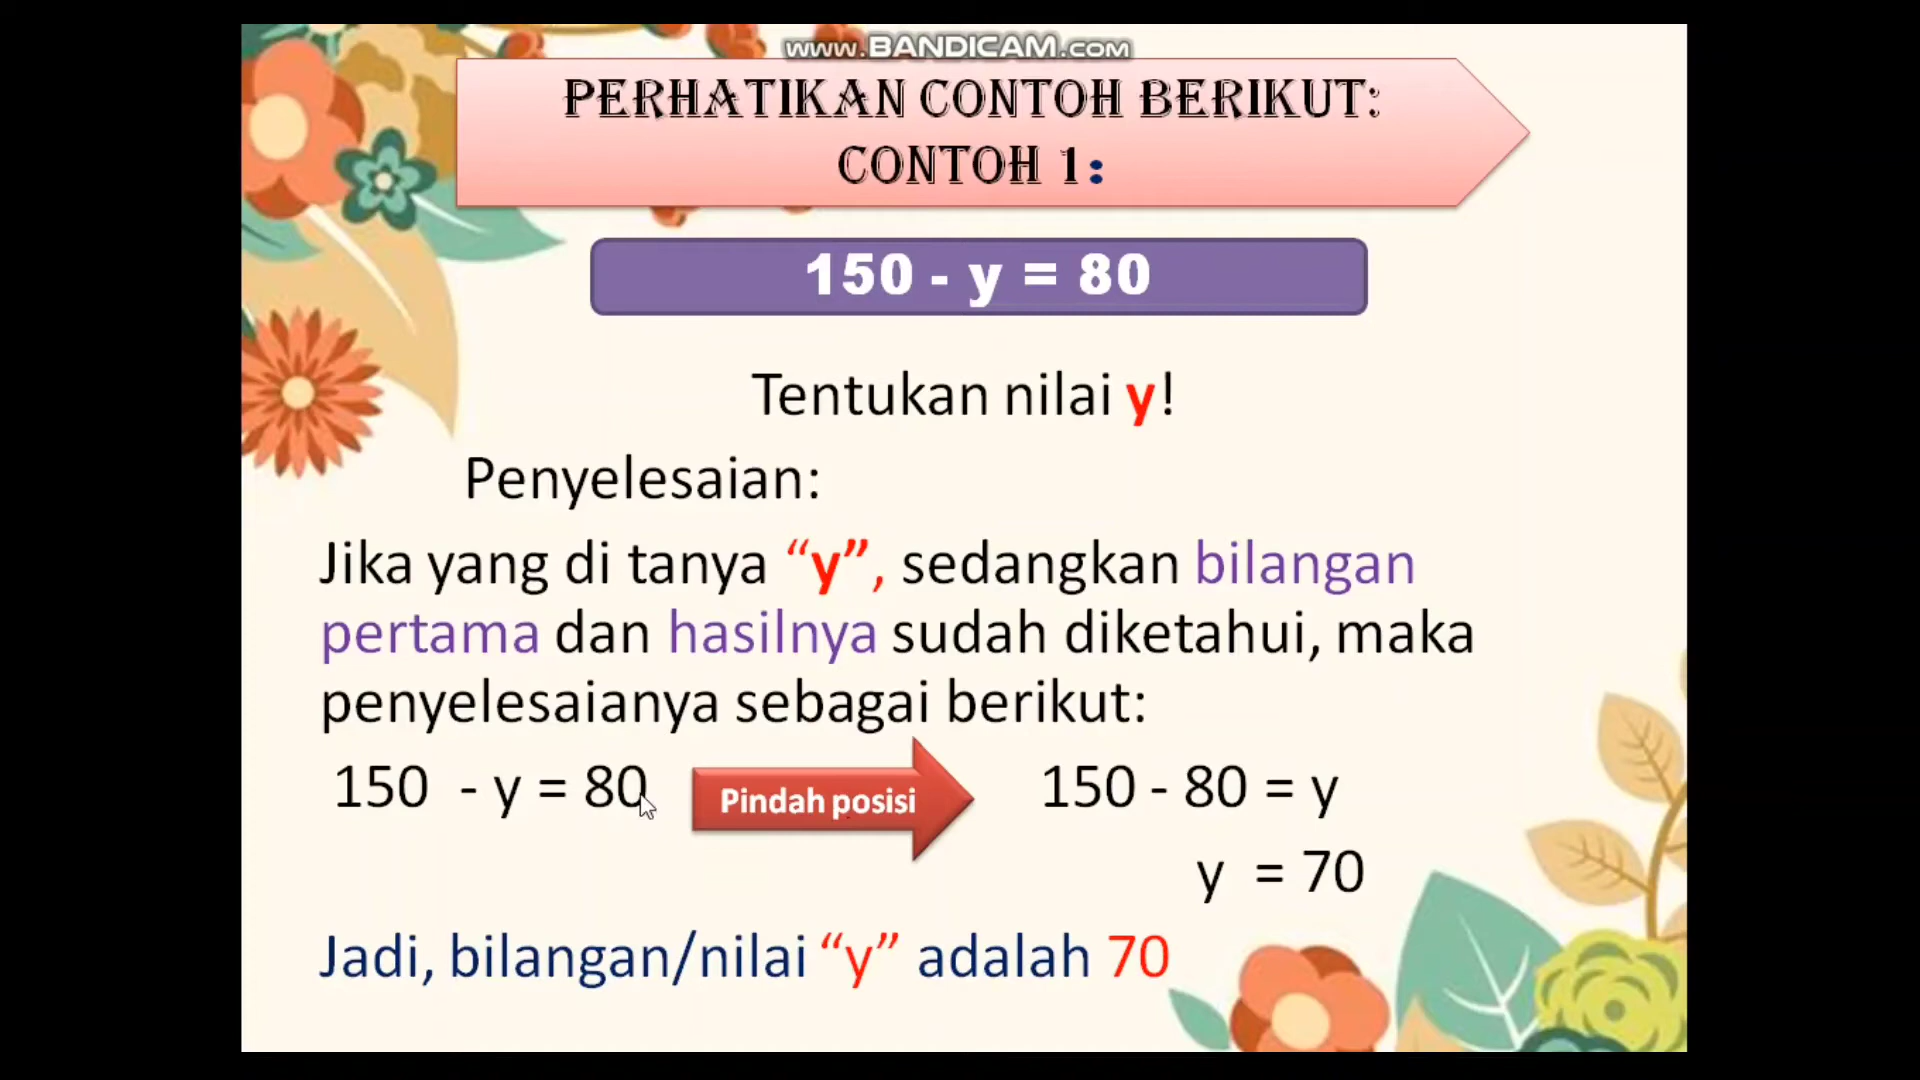 www.BANDICAM.com
PERHATIKAN CONTOH BERIKUT:
CONTOH 1:
150 - y = 80
Tentukan nilai y!
Penyelesaian:
Jika yang di tanya “y”, sedangkan bilangan
pertama dan hasilnya sudah diketahui, maka
penyelesaianya sebagai berikut:
150 - y = 80 Pindah posisi 150 - 80 = y
y = 70
Jadi, bilangan/nilai “y” adalah 70